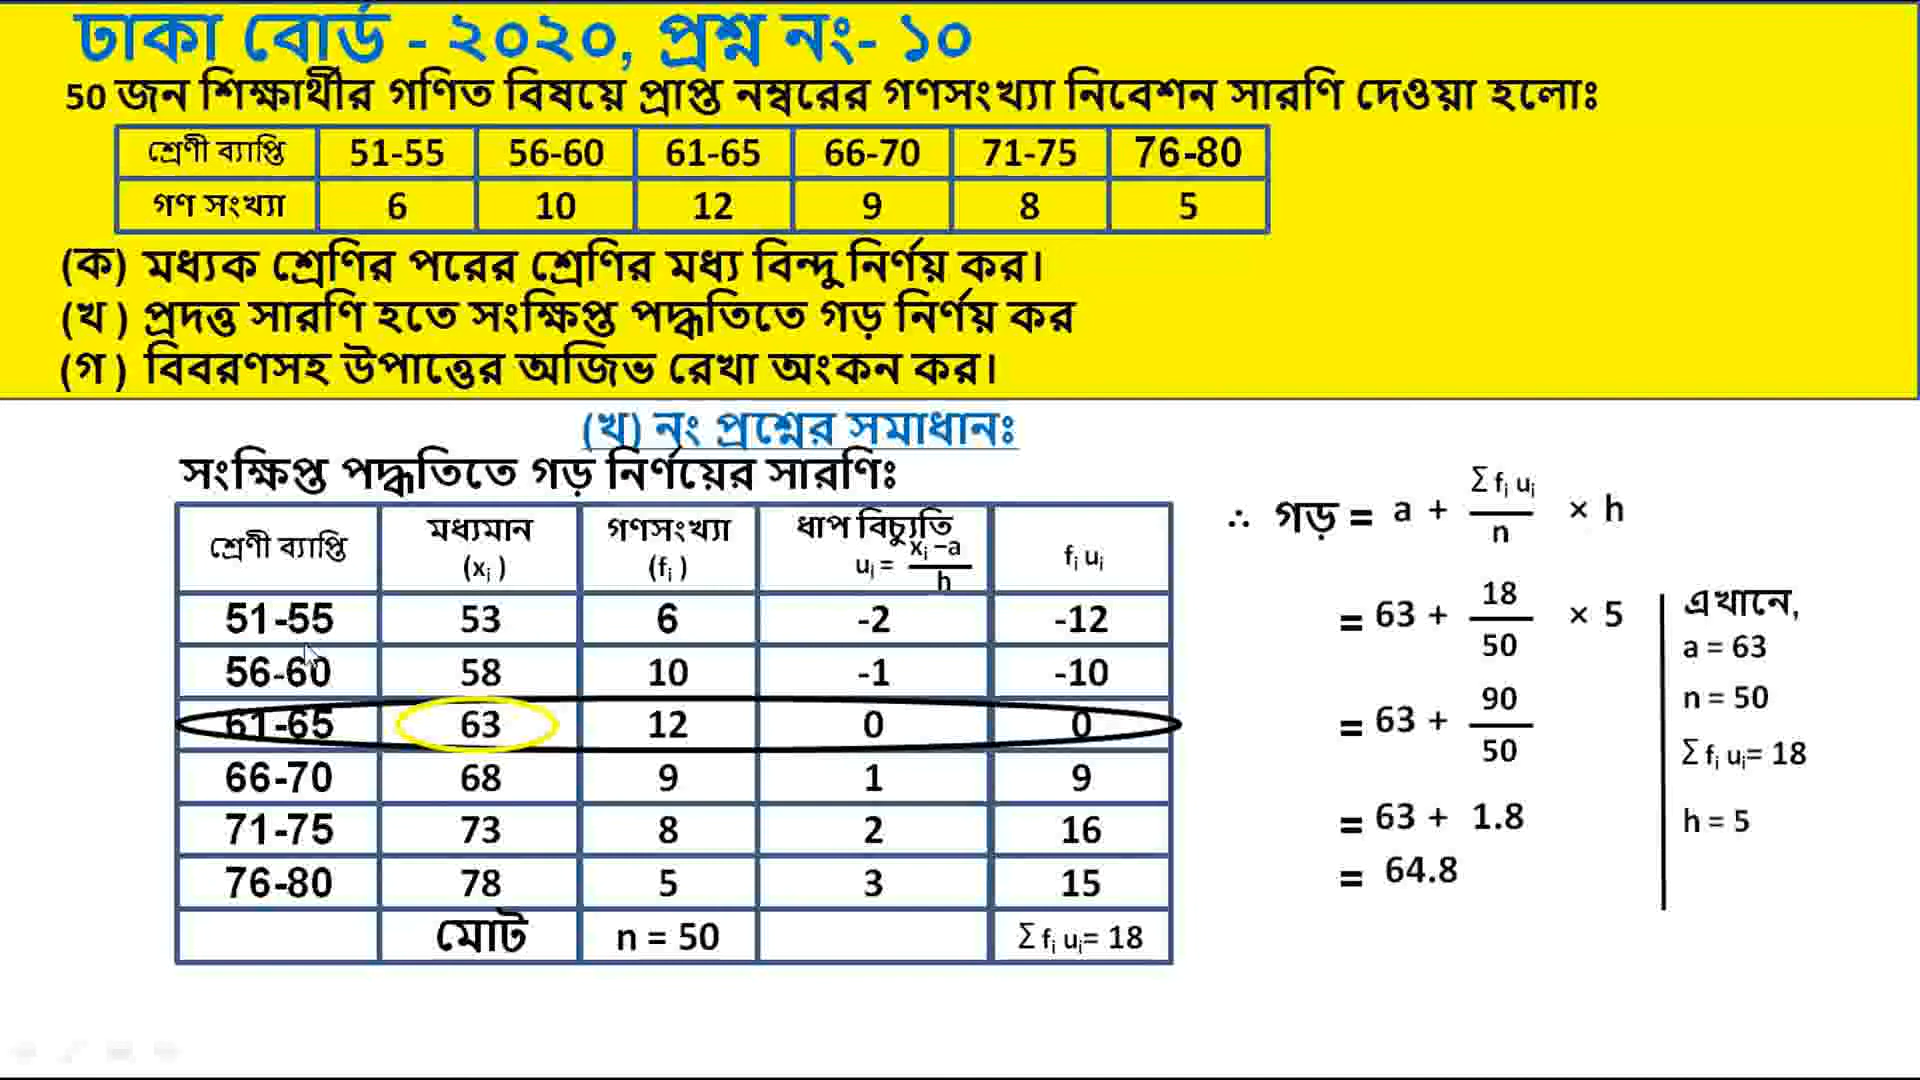 ঢাকা বোর্ড - ২০২০, প্রশ্ন নং- ১০
50 জন শিক্ষার্থীর গণিত বিষয়ে প্রাপ্ত নম্বরের গণসংখ্যা নিবেশন সারণি দেওয়া হলোঃ
শ্রেণী ব্যাপ্তি 51-55 56-60 61-65 66-70 71-75 76-80
গণ সংখ্যা 6 10 12 9 8 5
(ক) মধ্যক শ্রেণির পরের শ্রেণির মধ্য বিন্দু নির্ণয় কর।
(খ ) প্রদত্ত সারণি হতে সংক্ষিপ্ত পদ্ধতিতে গড় নির্ণয় কর
(গ ) বিবরণসহ উপাত্তের অজিভ রেখা অংকন কর।
(খ) নং প্রশ্নের সমাধানঃ
সংক্ষিপ্ত পদ্ধতিতে গড় নির্ণয়ের সারণিঃ
শ্রেণী ব্যাপ্তি মধ্যমান (xᵢ ) গণসংখ্যা (fᵢ ) ধাপ বিচ্যুতি uᵢ = xᵢ –a / h fᵢ uᵢ
51-55 53 6 -2 -12
56-60 58 10 -1 -10
61-65 63 12 0 0
66-70 68 9 1 9
71-75 73 8 2 16
76-80 78 5 3 15
মোট n = 50 Σ fᵢ uᵢ= 18
∴ গড় = a + Σ fᵢ uᵢ / n × h
= 63 + 18 / 50 × 5
= 63 + 90 / 50
= 63 + 1.8
= 64.8
এখানে,
a = 63
n = 50
Σ fᵢ uᵢ= 18
h = 5